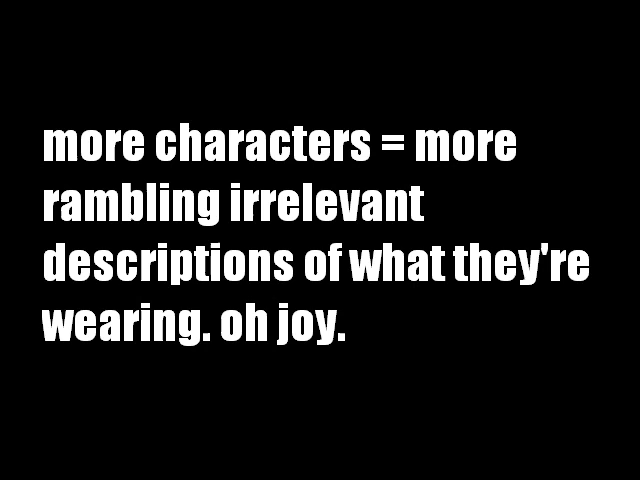 more characters = more
rambling irrelevant
descriptions of what they're
wearing. oh joy.